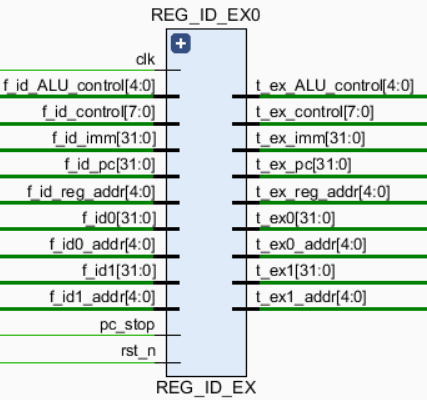 REG_ID_EX0
clk
f_id_ALU_control[4:0] t_ex_ALU_control[4:0]
f_id_control[7:0] t_ex_control[7:0]
f_id_imm[31:0] t_ex_imm[31:0]
f_id_pc[31:0] t_ex_pc[31:0]
f_id_reg_addr[4:0] t_ex_reg_addr[4:0]
f_id0[31:0] t_ex0[31:0]
f_id0_addr[4:0] t_ex0_addr[4:0]
f_id1[31:0] t_ex1[31:0]
f_id1_addr[4:0] t_ex1_addr[4:0]
pc_stop
rst_n
REG_ID_EX